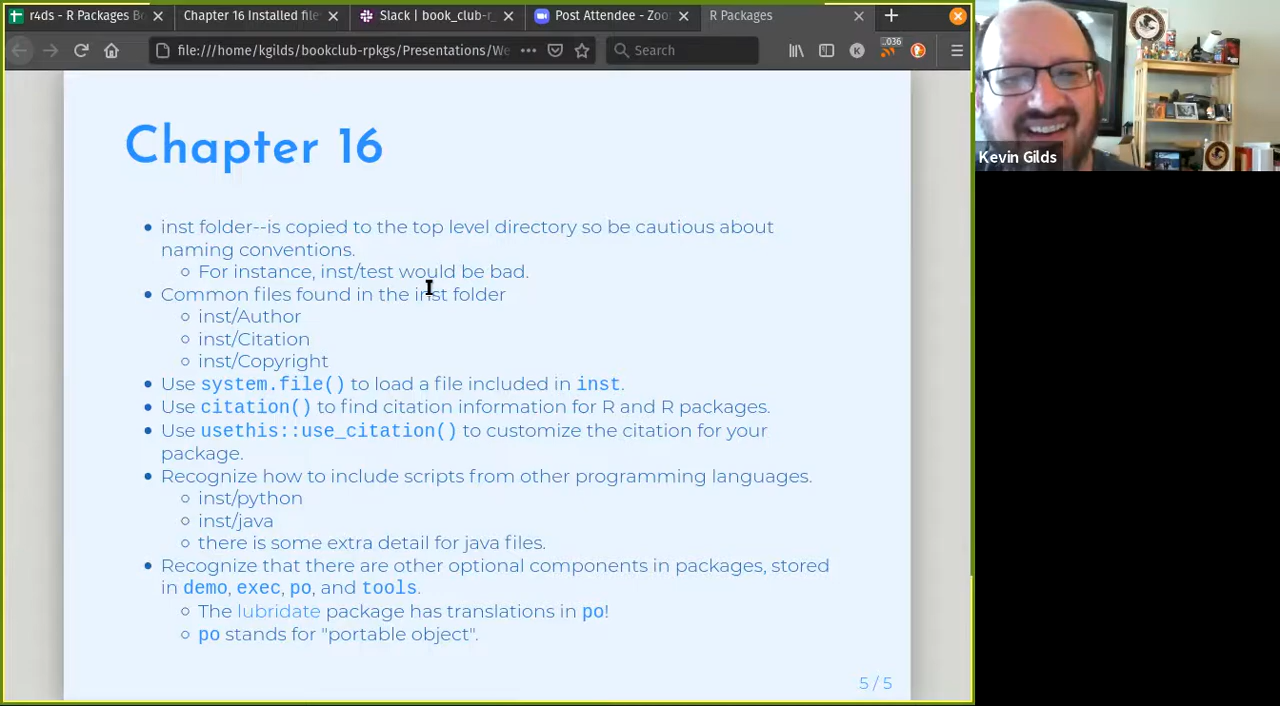 r4ds - R Packages Bo
Chapter 16 Installed file
Slack | book_club-r_
Post Attendee - Zoo
R Packages
file:///home/kgilds/bookclub-rpkgs/Presentations/We
Search
.036
Kevin Gilds
Chapter 16
inst folder--is copied to the top level directory so be cautious about
naming conventions.
For instance, inst/test would be bad.
Common files found in the inst folder
inst/Author
inst/Citation
inst/Copyright
Use system.file() to load a file included in inst.
Use citation() to find citation information for R and R packages.
Use usethis::use_citation() to customize the citation for your
package.
Recognize how to include scripts from other programming languages.
inst/python
inst/java
there is some extra detail for java files.
Recognize that there are other optional components in packages, stored
in demo, exec, po, and tools.
The lubridate package has translations in po!
po stands for "portable object".
5 / 5